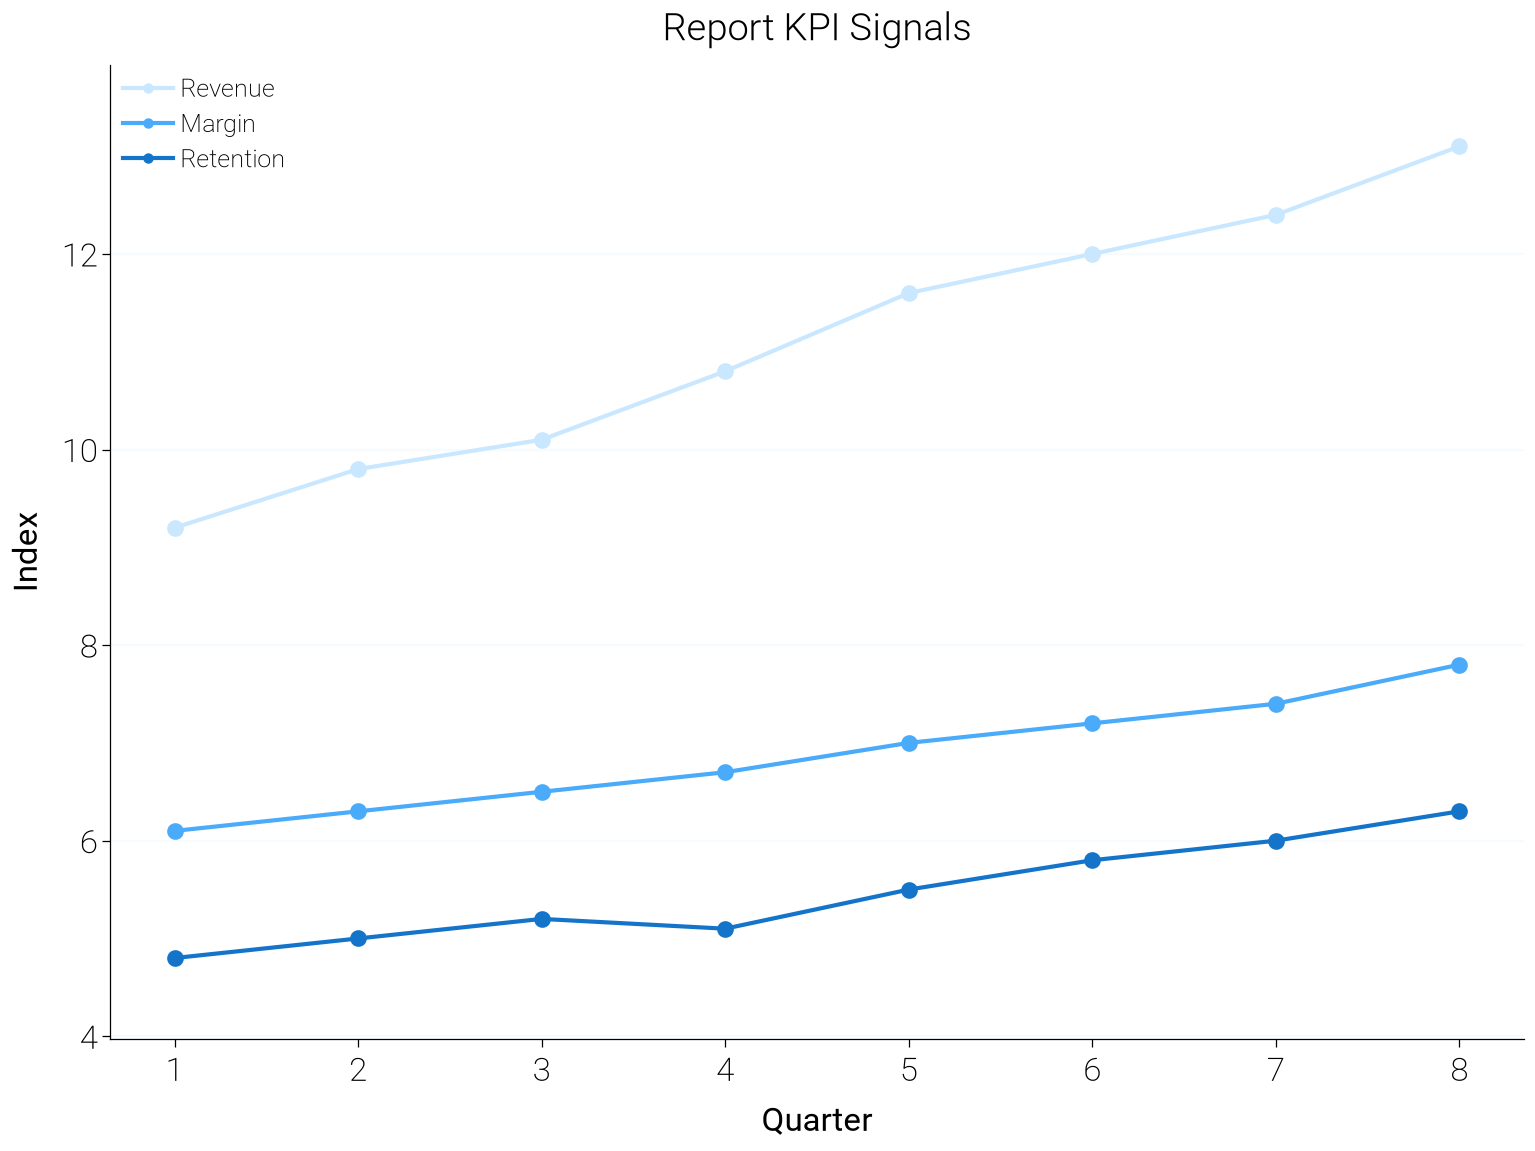 Report KPI Signals
Revenue
Margin
Retention
12
10
8
6
4
Index
1 2 3 4 5 6 7 8
Quarter